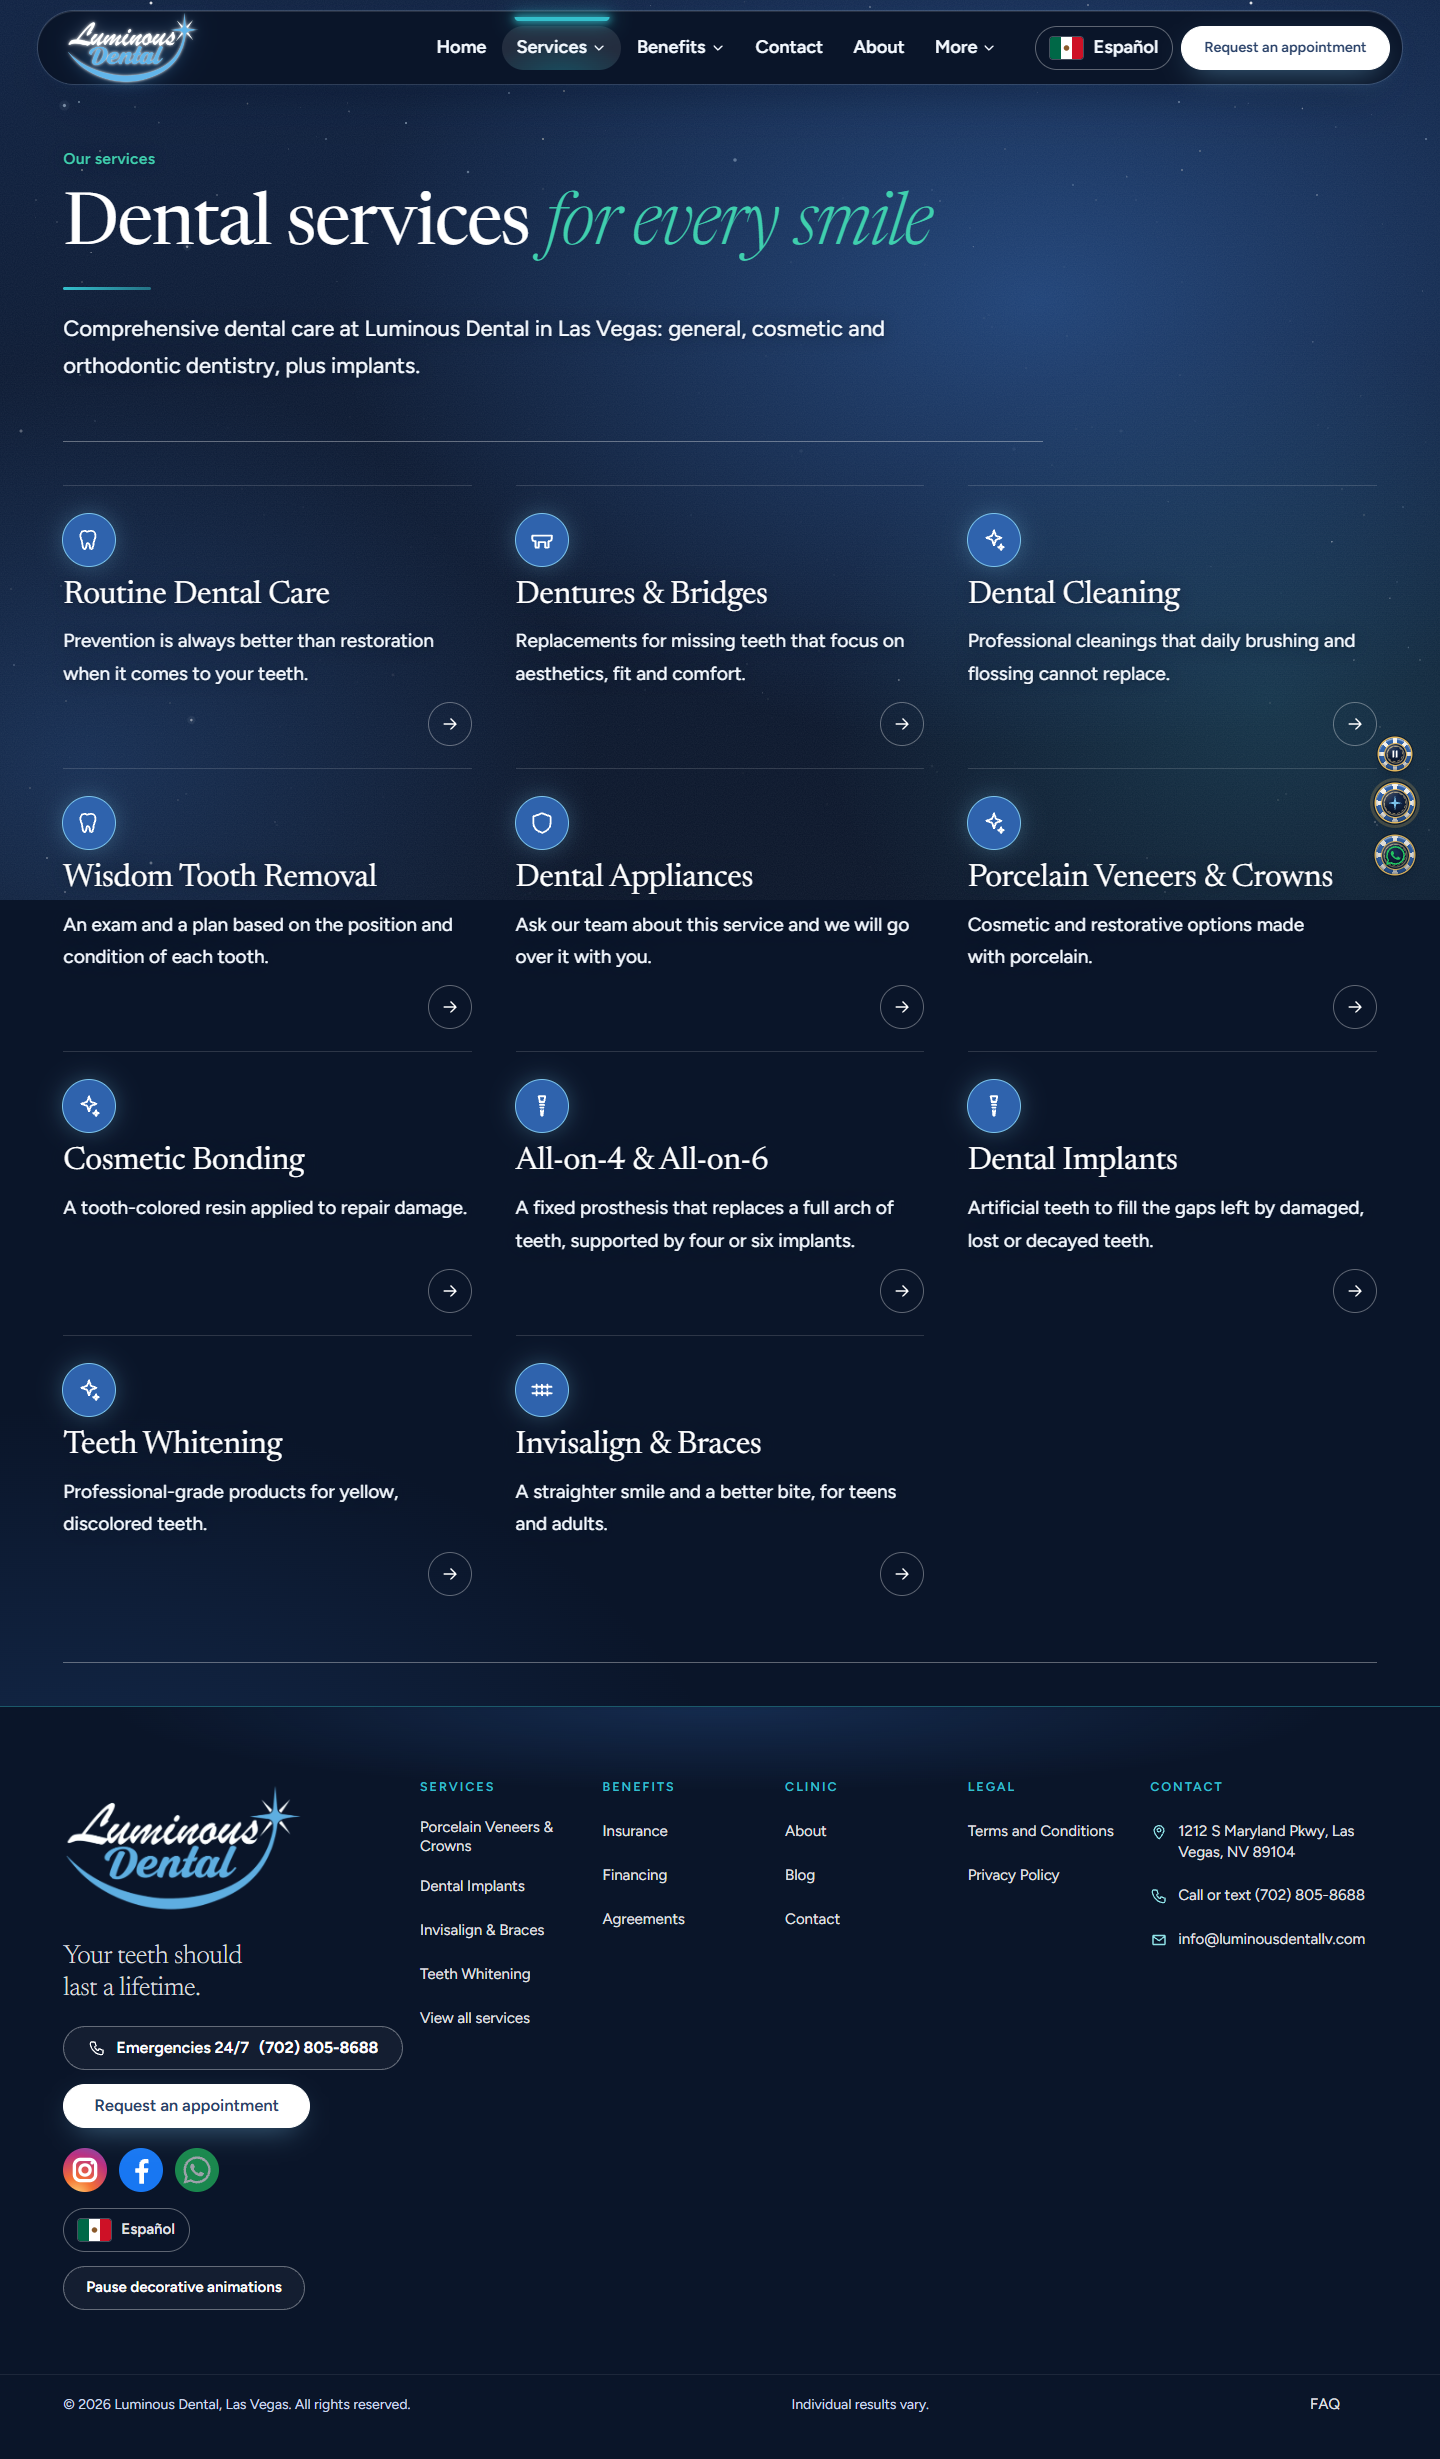 Luminous
Dental
Home
Services
Benefits
Contact
About
More
Español
Request an appointment
Our services
Dental services for every smile
Comprehensive dental care at Luminous Dental in Las Vegas: general, cosmetic and
orthodontic dentistry, plus implants.
Routine Dental Care
Prevention is always better than restoration
when it comes to your teeth.
Dentures & Bridges
Replacements for missing teeth that focus on
aesthetics, fit and comfort.
Dental Cleaning
Professional cleanings that daily brushing and
flossing cannot replace.
Wisdom Tooth Removal
An exam and a plan based on the position and
condition of each tooth.
Dental Appliances
Ask our team about this service and we will go
over it with you.
Porcelain Veneers & Crowns
Cosmetic and restorative options made
with porcelain.
Cosmetic Bonding
A tooth-colored resin applied to repair damage.
All-on-4 & All-on-6
A fixed prosthesis that replaces a full arch of
teeth, supported by four or six implants.
Dental Implants
Artificial teeth to fill the gaps left by damaged,
lost or decayed teeth.
Teeth Whitening
Professional-grade products for yellow,
discolored teeth.
Invisalign & Braces
A straighter smile and a better bite, for teens
and adults.
Luminous
Dental
Your teeth should
last a lifetime.
Emergencies 24/7 (702) 805-8688
Request an appointment
Español
Pause decorative animations
SERVICES
Porcelain Veneers &
Crowns
Dental Implants
Invisalign & Braces
Teeth Whitening
View all services
BENEFITS
Insurance
Financing
Agreements
CLINIC
About
Blog
Contact
LEGAL
Terms and Conditions
Privacy Policy
CONTACT
1212 S Maryland Pkwy, Las
Vegas, NV 89104
Call or text (702) 805-8688
info@luminousdentallv.com
© 2026 Luminous Dental, Las Vegas. All rights reserved.
Individual results vary.
FAQ